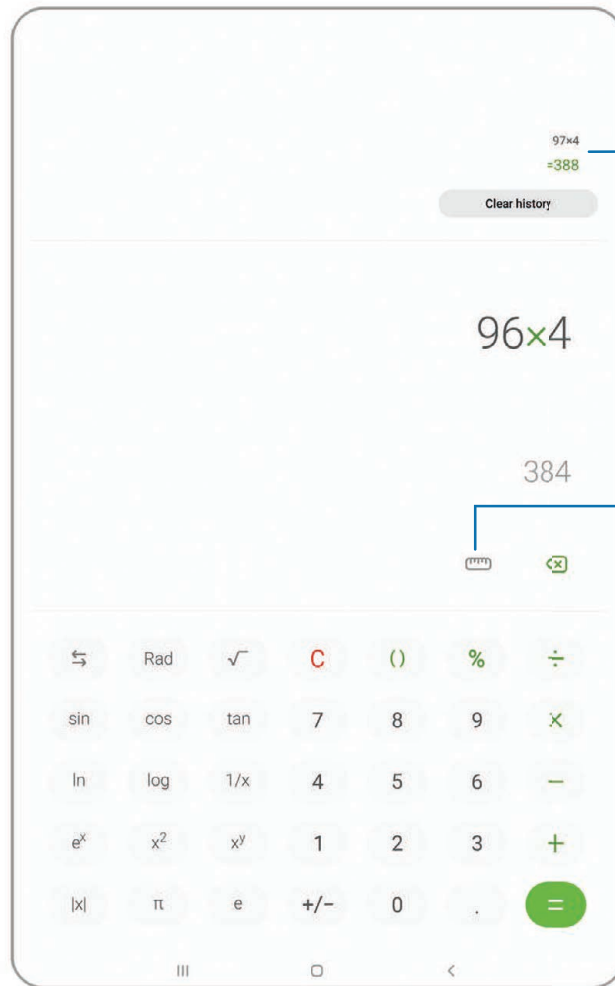 97×4
=388
Clear history
96×4
384
Rad √ C () % ÷
sin cos tan 7 8 9 ×
ln log 1/x 4 5 6 −
eˣ x² xʸ 1 2 3 +
|x| π e +/− 0 . =